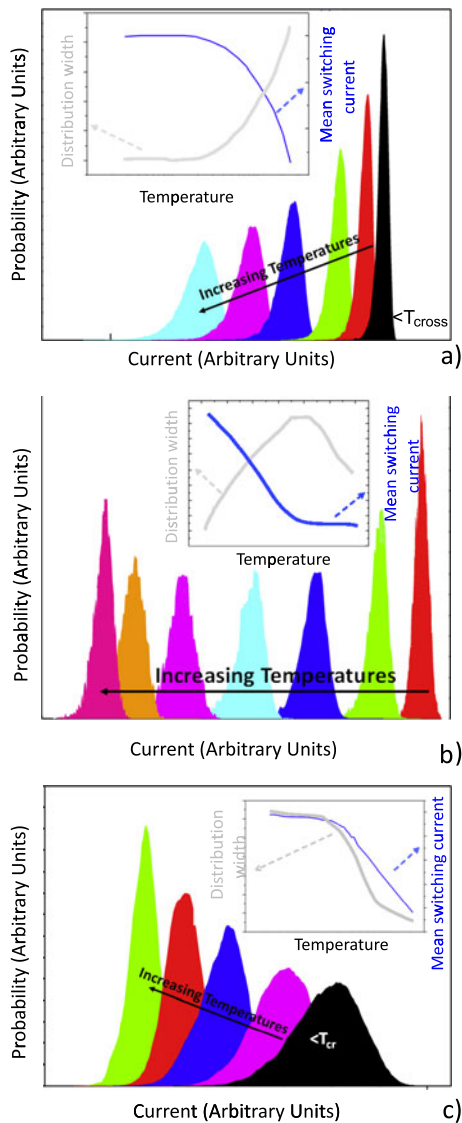 Probability (Arbitrary Units)
Distribution width
Mean switching
current
Temperature
Increasing Temperatures
<Tcross
Current (Arbitrary Units)
a)
Probability (Arbitrary Units)
Distribution width
Mean switching
current
Temperature
Increasing Temperatures
Current (Arbitrary Units)
b)
Probability (Arbitrary Units)
Distribution
width
Mean switching current
Temperature
Increasing Temperatures
<Tcr
Current (Arbitrary Units)
c)